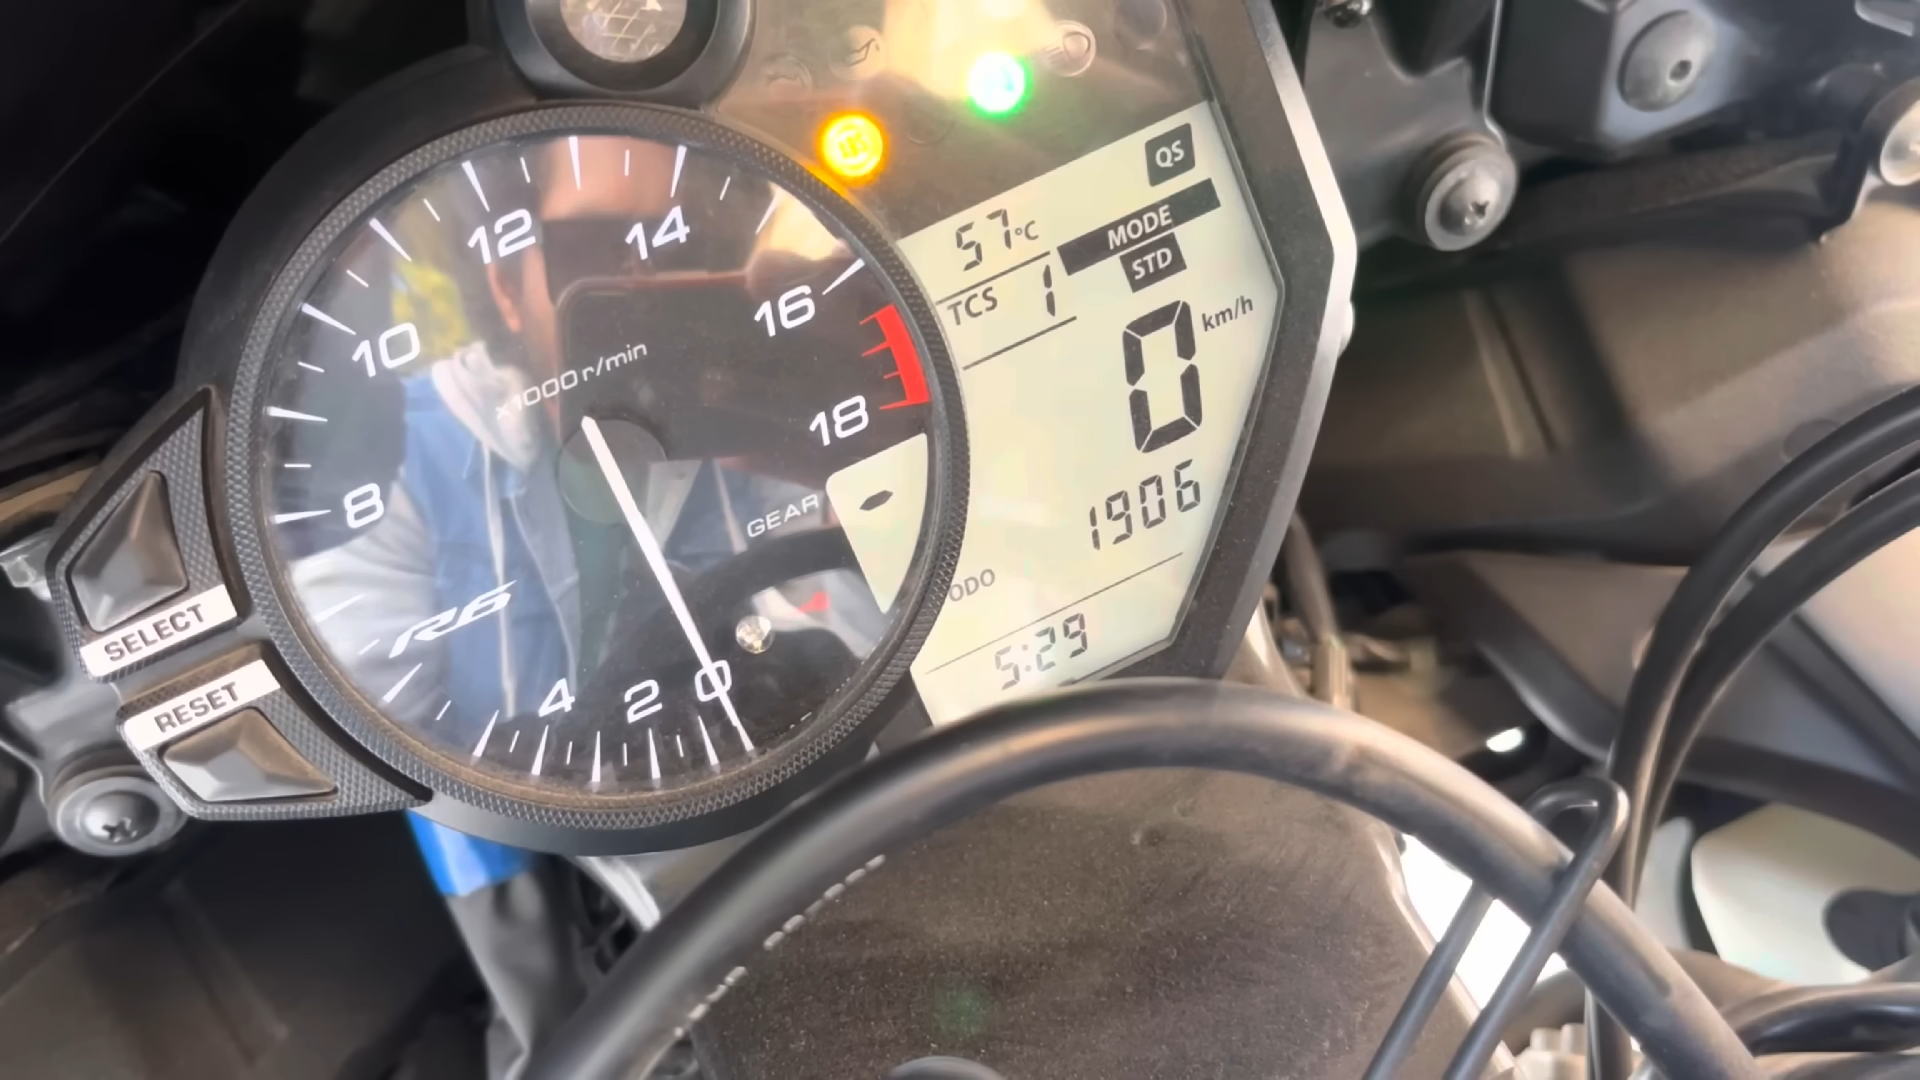 QS
57°C
MODE
STD
TCS 1
0 km/h
1906
ODO
5:29
12
14
10
16
x1000 r/min
18
8
GEAR -
R6
4
2
0
SELECT
RESET